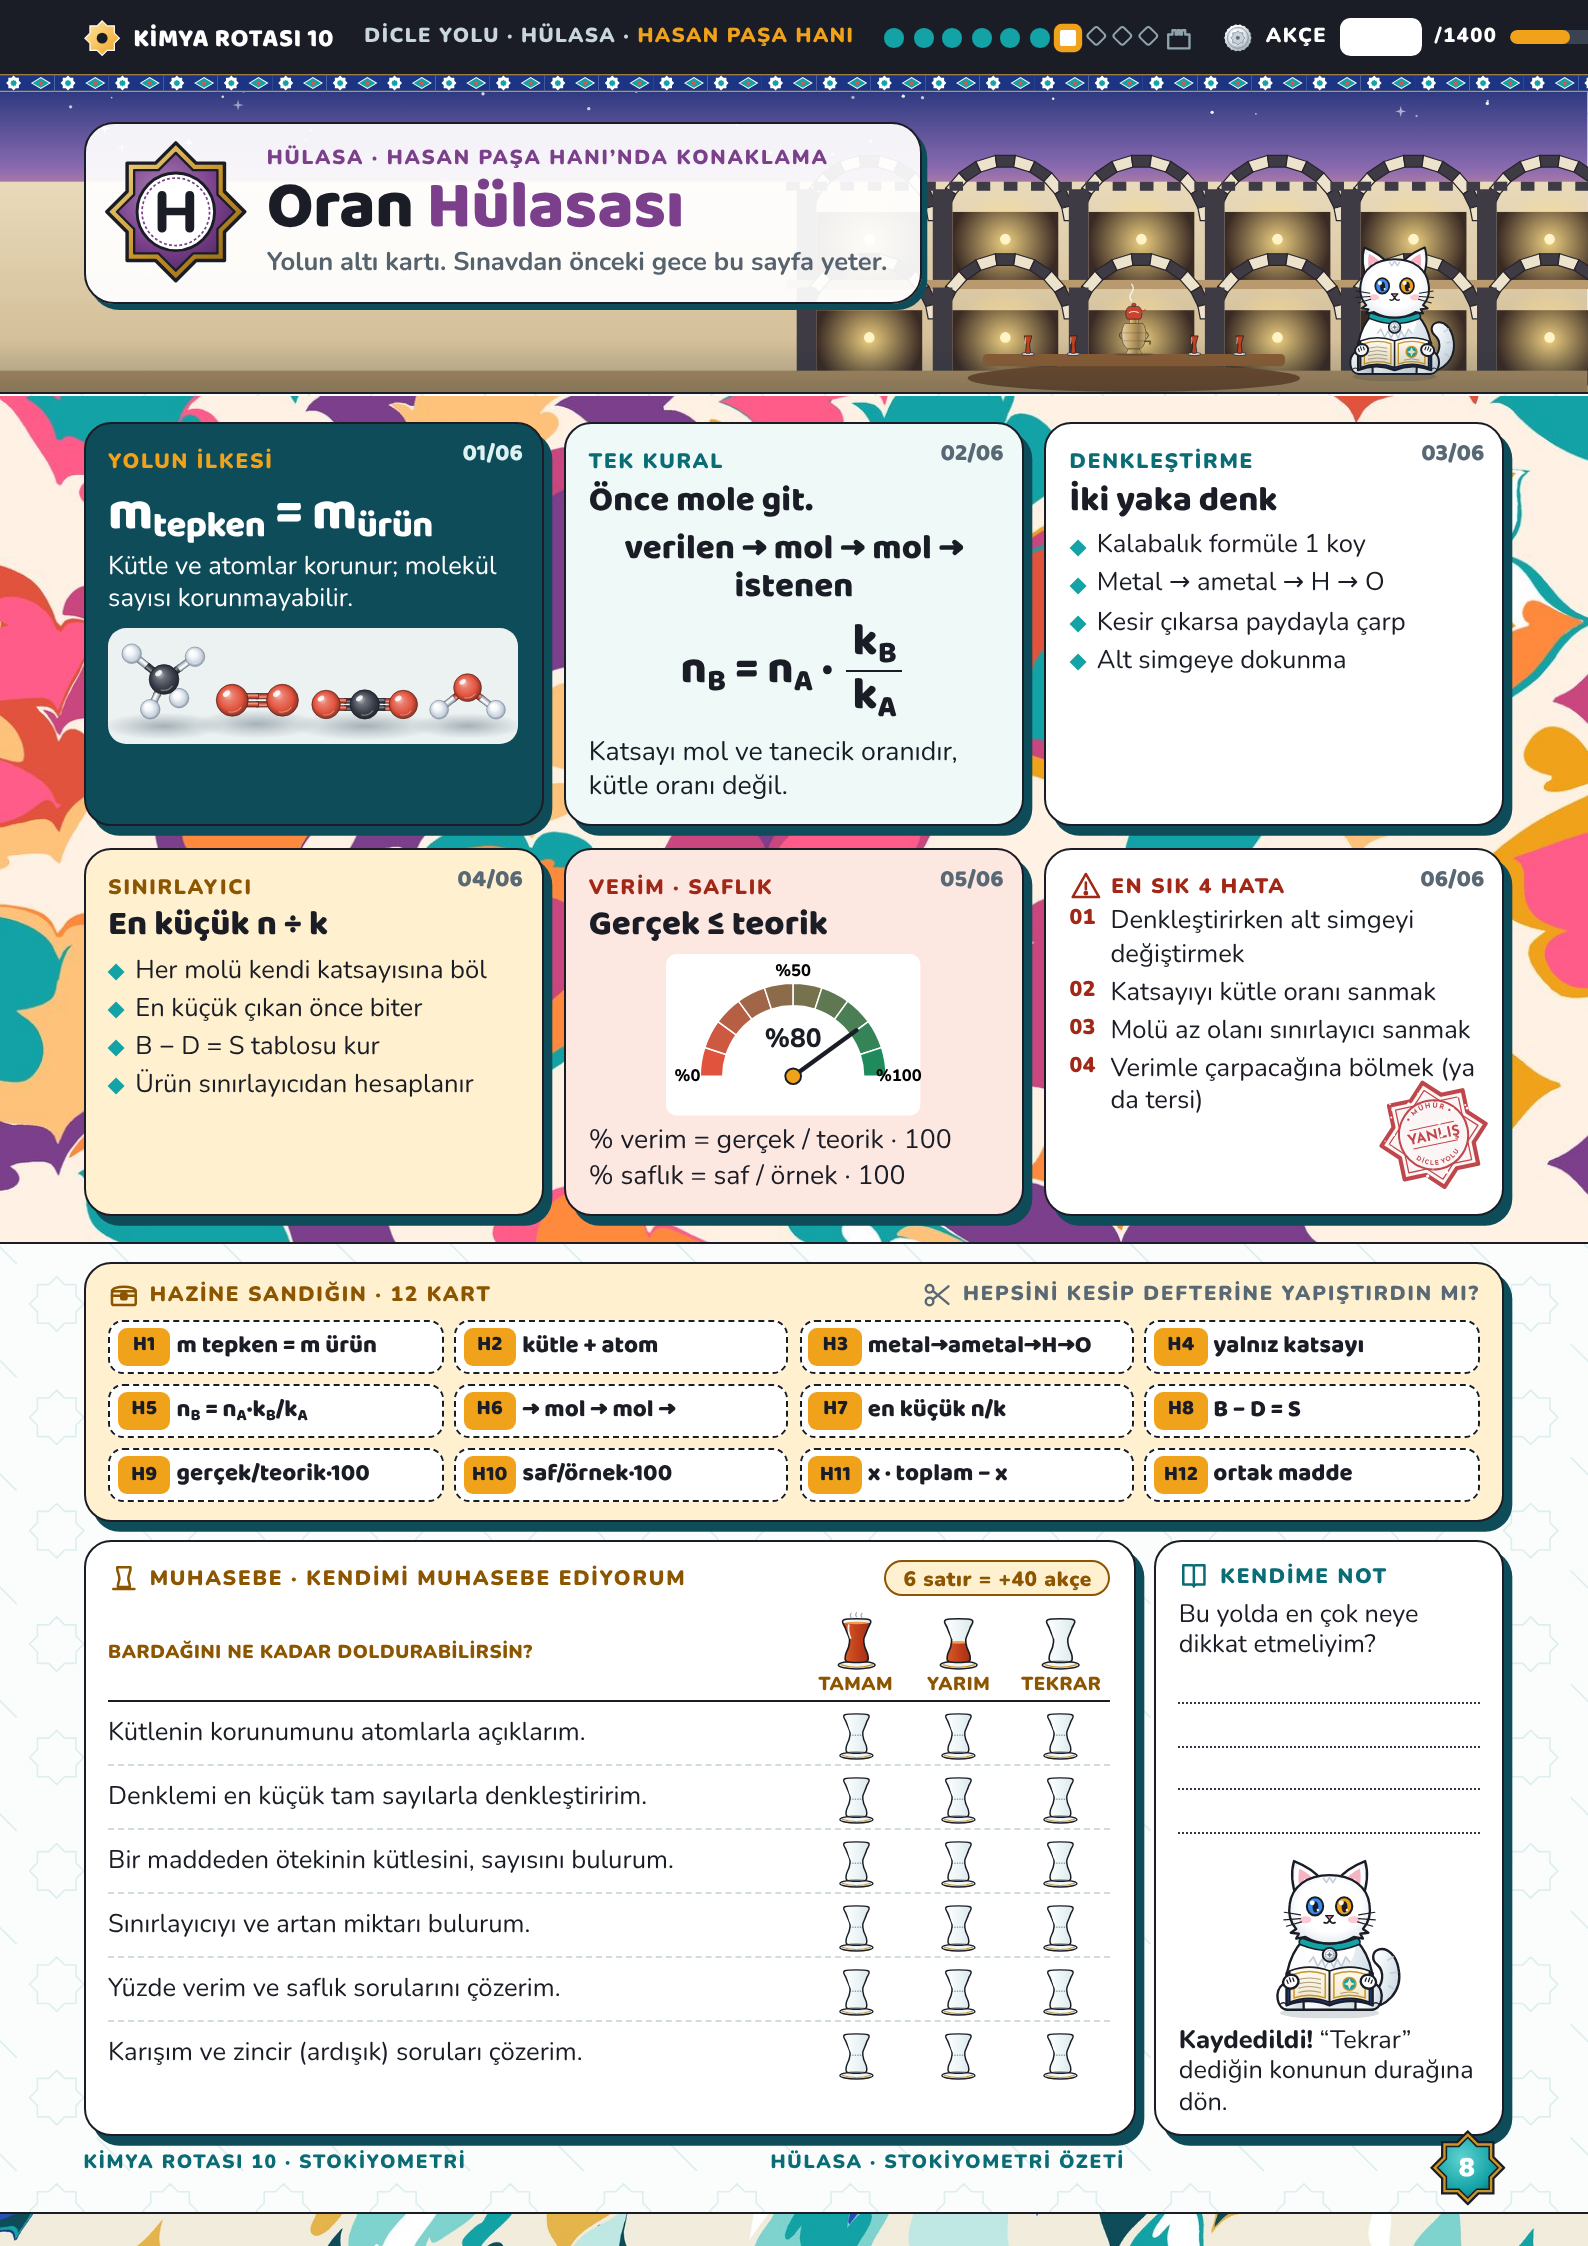 KİMYA ROTASI 10
DİCLE YOLU · HÜLASA · HASAN PAŞA HANI
AKÇE /1400
HÜLASA · HASAN PAŞA HANI'NDA KONAKLAMA
H
Oran Hülasası
Yolun altı kartı. Sınavdan önceki gece bu sayfa yeter.
YOLUN İLKESİ 01/06
mtepken = mürün
Kütle ve atomlar korunur; molekül
sayısı korunmayabilir.
TEK KURAL 02/06
Önce mole git.
verilen → mol → mol →
istenen
nB = nA · kB/kA
Katsayı mol ve tanecik oranıdır,
kütle oranı değil.
DENKLEŞTİRME 03/06
İki yaka denk
Kalabalık formüle 1 koy
Metal → ametal → H → O
Kesir çıkarsa paydayla çarp
Alt simgeye dokunma
SINIRLAYICI 04/06
En küçük n ÷ k
Her molü kendi katsayısına böl
En küçük çıkan önce biter
B − D = S tablosu kur
Ürün sınırlayıcıdan hesaplanır
VERİM · SAFLIK 05/06
Gerçek ≤ teorik
%50
%80
%0 %100
% verim = gerçek / teorik · 100
% saflık = saf / örnek · 100
EN SIK 4 HATA 06/06
01 Denkleştirirken alt simgeyi
değiştirmek
02 Katsayıyı kütle oranı sanmak
03 Molü az olanı sınırlayıcı sanmak
04 Verimle çarpacağına bölmek (ya
da tersi)
• MÜHÜR •
YANLIŞ
DİCLE YOLU
HAZİNE SANDIĞIN · 12 KART
HEPSİNİ KESİP DEFTERİNE YAPIŞTIRDIN MI?
H1 m tepken = m ürün
H2 kütle + atom
H3 metal→ametal→H→O
H4 yalnız katsayı
H5 nB = nA·kB/kA
H6 → mol → mol →
H7 en küçük n/k
H8 B − D = S
H9 gerçek/teorik·100
H10 saf/örnek·100
H11 x · toplam − x
H12 ortak madde
MUHASEBE · KENDİMİ MUHASEBE EDİYORUM
6 satır = +40 akçe
BARDAĞINI NE KADAR DOLDURABİLİRSİN?
TAMAM YARIM TEKRAR
Kütlenin korunumunu atomlarla açıklarım.
Denklemi en küçük tam sayılarla denkleştiririm.
Bir maddeden ötekinin kütlesini, sayısını bulurum.
Sınırlayıcıyı ve artan miktarı bulurum.
Yüzde verim ve saflık sorularını çözerim.
Karışım ve zincir (ardışık) soruları çözerim.
KENDİME NOT
Bu yolda en çok neye
dikkat etmeliyim?
Kaydedildi! “Tekrar”
dediğin konunun durağına
dön.
KİMYA ROTASI 10 · STOKİYOMETRİ
HÜLASA · STOKİYOMETRİ ÖZETİ
8